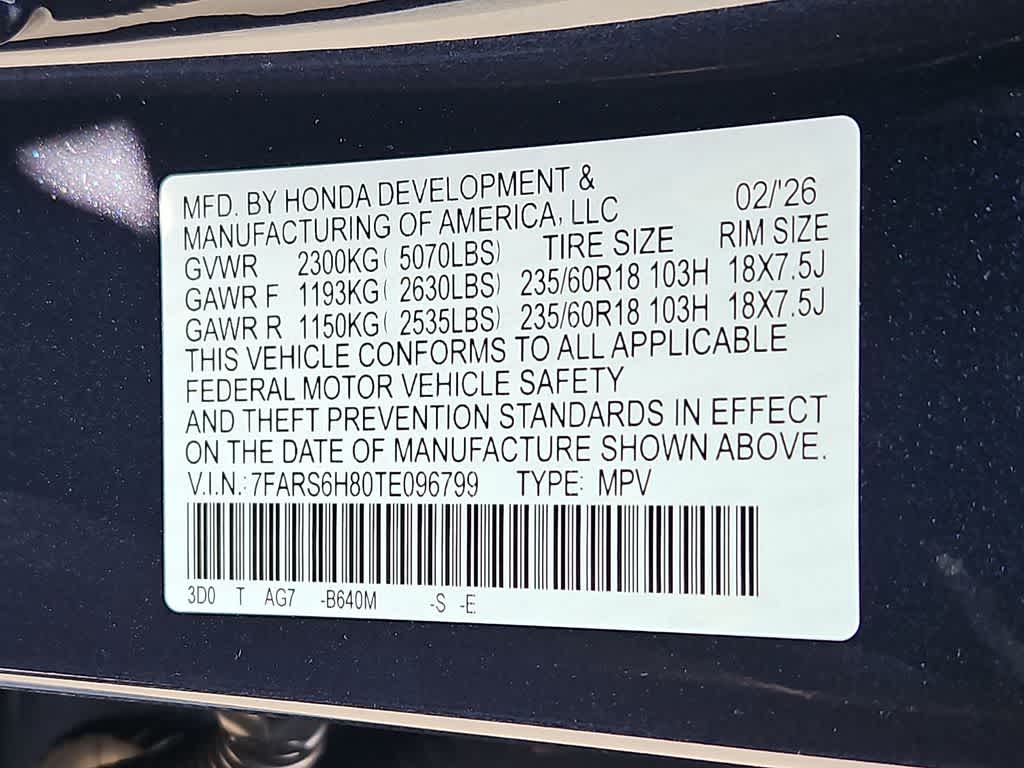 MFD. BY HONDA DEVELOPMENT &
MANUFACTURING OF AMERICA, LLC 02/'26
GVWR 2300KG( 5070LBS) TIRE SIZE RIM SIZE
GAWR F 1193KG( 2630LBS) 235/60R18 103H 18X7.5J
GAWR R 1150KG( 2535LBS) 235/60R18 103H 18X7.5J
THIS VEHICLE CONFORMS TO ALL APPLICABLE
FEDERAL MOTOR VEHICLE SAFETY
AND THEFT PREVENTION STANDARDS IN EFFECT
ON THE DATE OF MANUFACTURE SHOWN ABOVE.
V.I.N.: 7FARS6H80TE096799 TYPE: MPV
3D0 T AG7 -B640M -S -E